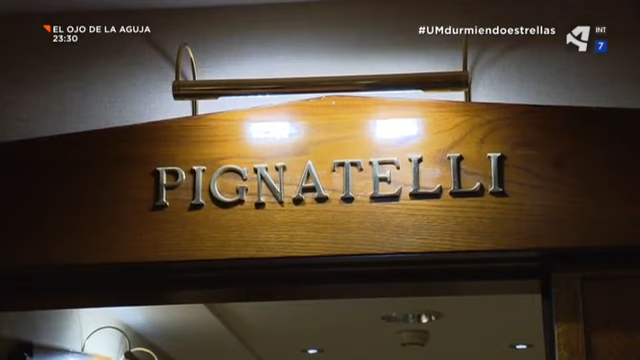 EL OJO DE LA AGUJA
23:30
#UMdurmiendoestrellas
INT
7
PIGNATELLI